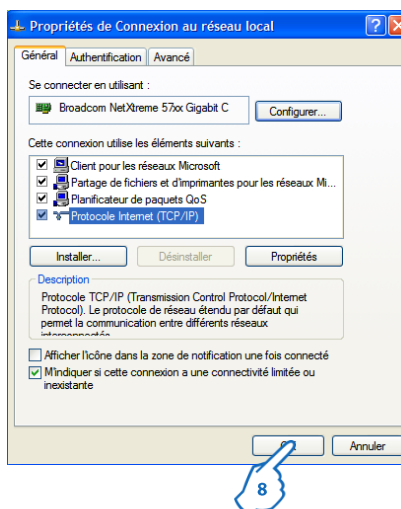 Propriétés de Connexion au réseau local
Général Authentification Avancé
Se connecter en utilisant :
Broadcom NetXtreme 57xx Gigabit C Configurer...
Cette connexion utilise les éléments suivants :
Client pour les réseaux Microsoft
Partage de fichiers et d'imprimantes pour les réseaux Mi...
Planificateur de paquets QoS
Protocole Internet (TCP/IP)
Installer... Désinstaller Propriétés
Description
Protocole TCP/IP (Transmission Control Protocol/Internet
Protocol). Le protocole de réseau étendu par défaut qui
permet la communication entre différents réseaux
Afficher l'icône dans la zone de notification une fois connecté
M'indiquer si cette connexion a une connectivité limitée ou
inexistante
Annuler
8